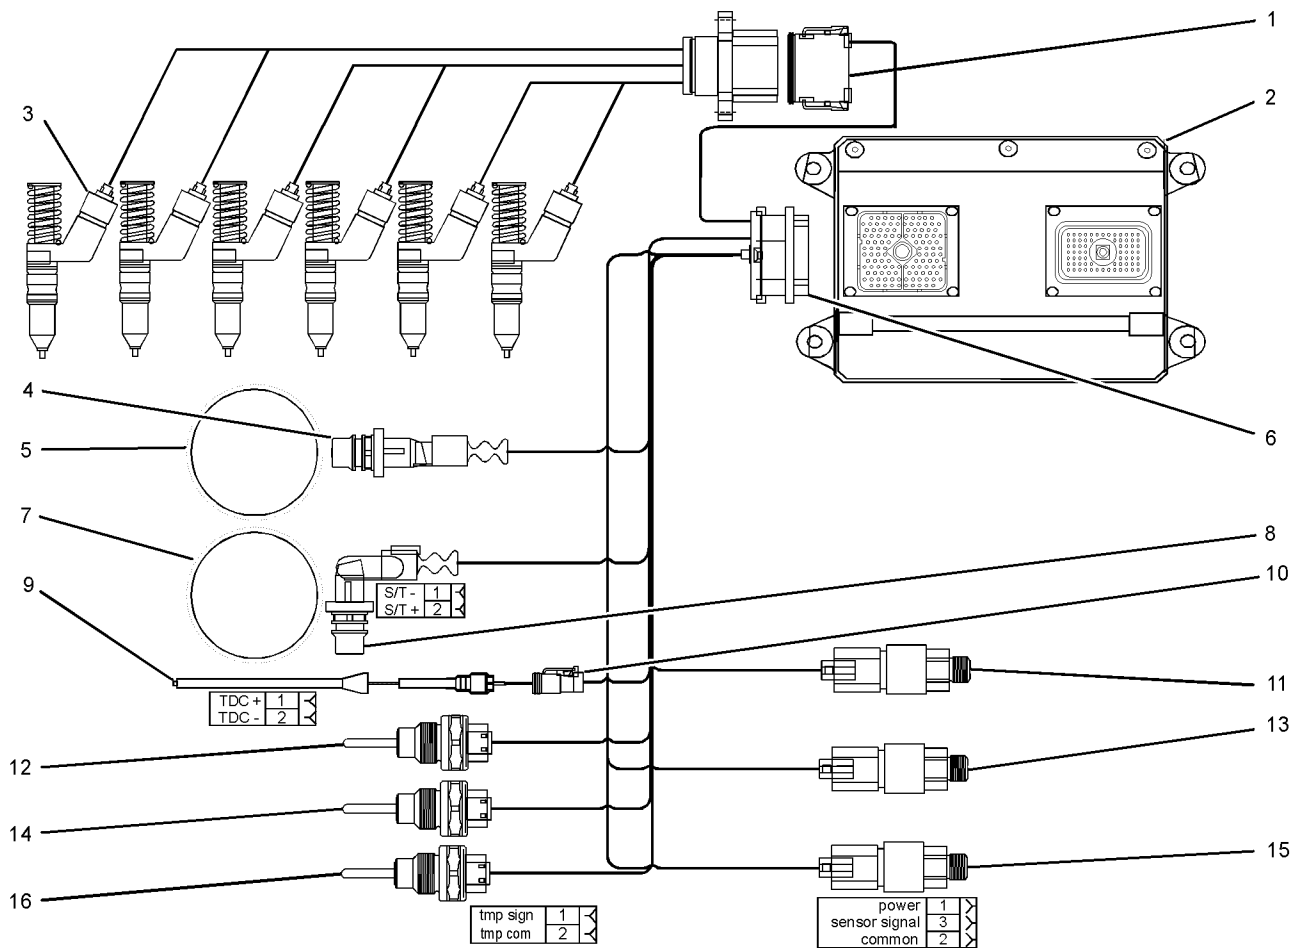 1
2
3
4
5
6
7
8
S/T - 1
S/T + 2
9
10
TDC + 1
TDC - 2
11
12
13
14
15
16
tmp sign 1
tmp com 2
power 1
sensor signal 3
common 2